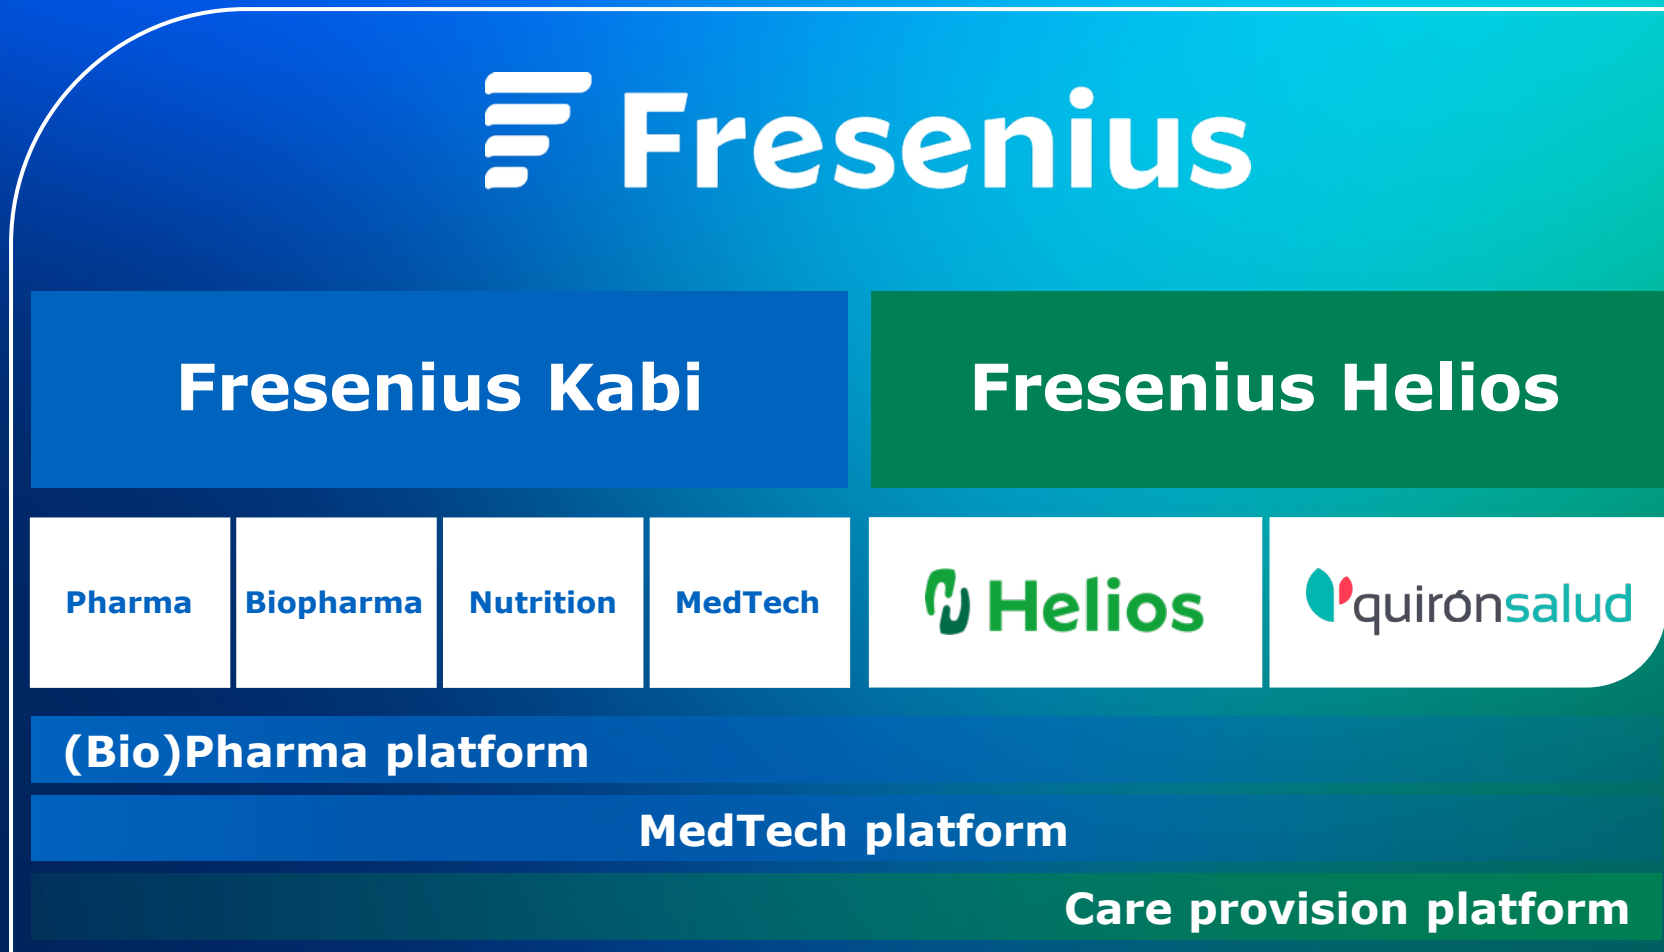 Fresenius
Fresenius Kabi
Fresenius Helios
Pharma
Biopharma
Nutrition
MedTech
Helios
quirónsalud
(Bio)Pharma platform
MedTech platform
Care provision platform